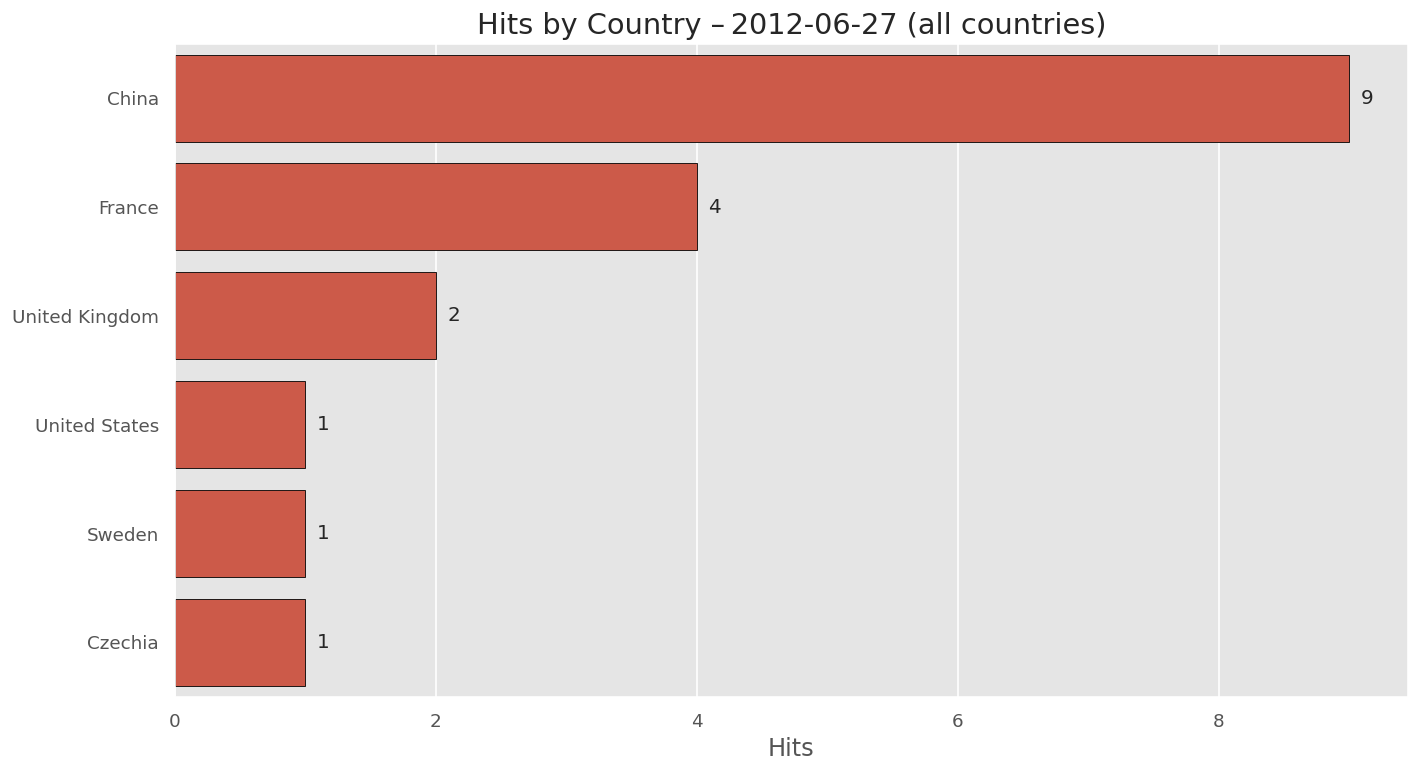 Hits by Country – 2012-06-27 (all countries)
China
9
France
4
United Kingdom
2
United States
1
Sweden
1
Czechia
1
0 2 4 6 8
Hits